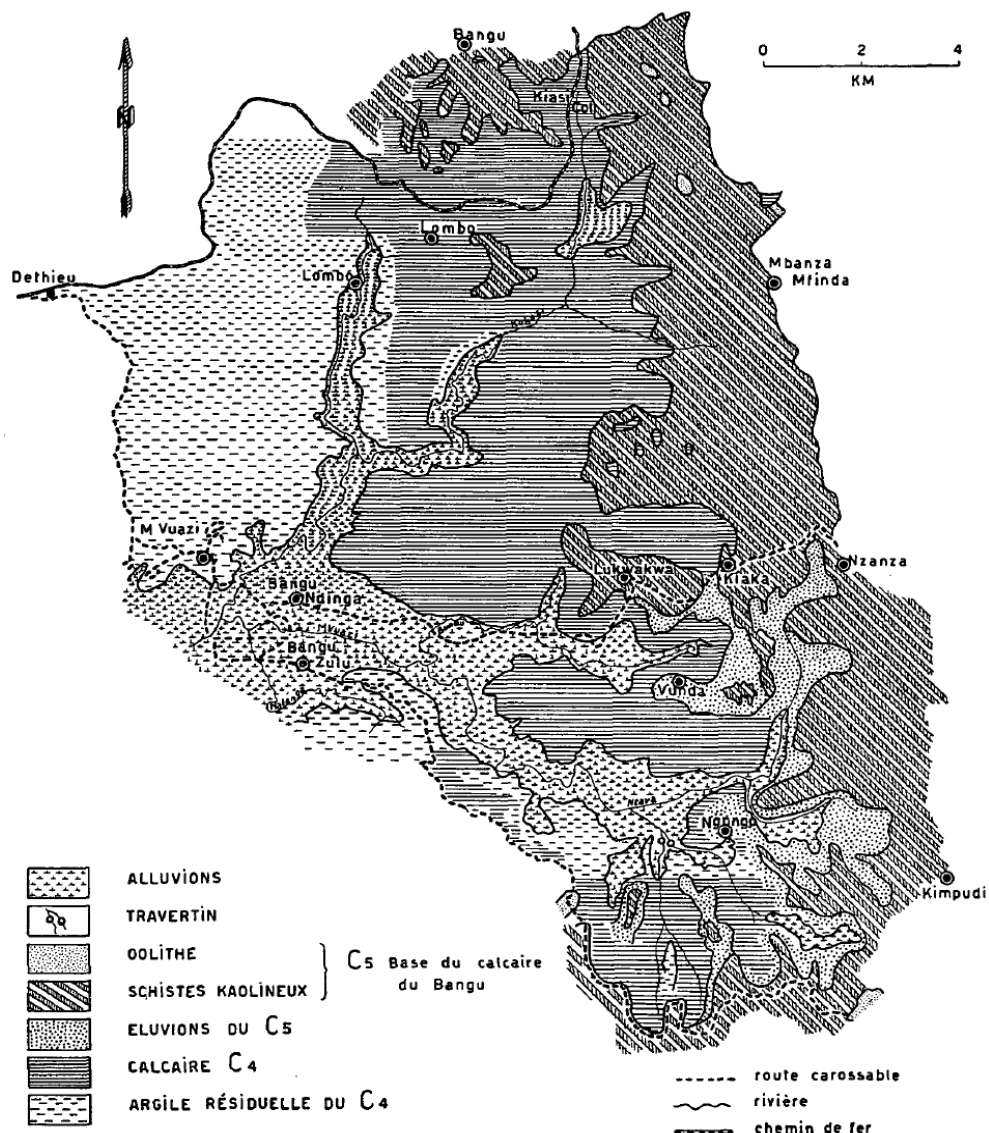 Bangu
0 2 4
KM
Kiasi
Col
N
Lombo
Dethieu
Lombo
Mbanza
Mfinda
M Vuazi
Bangu
Ndinga
Lukwakwa
Kiaka
Nzanza
Bangu
Zulu
Vunda
Ngongo
Kimpudi
ALLUVIONS
TRAVERTIN
OOLITHE
SCHISTES KAOLINEUX
C5 Base du calcaire
du Bangu
ELUVIONS DU C5
CALCAIRE C4
ARGILE RÉSIDUELLE DU C4
route carossable
rivière
chemin de fer